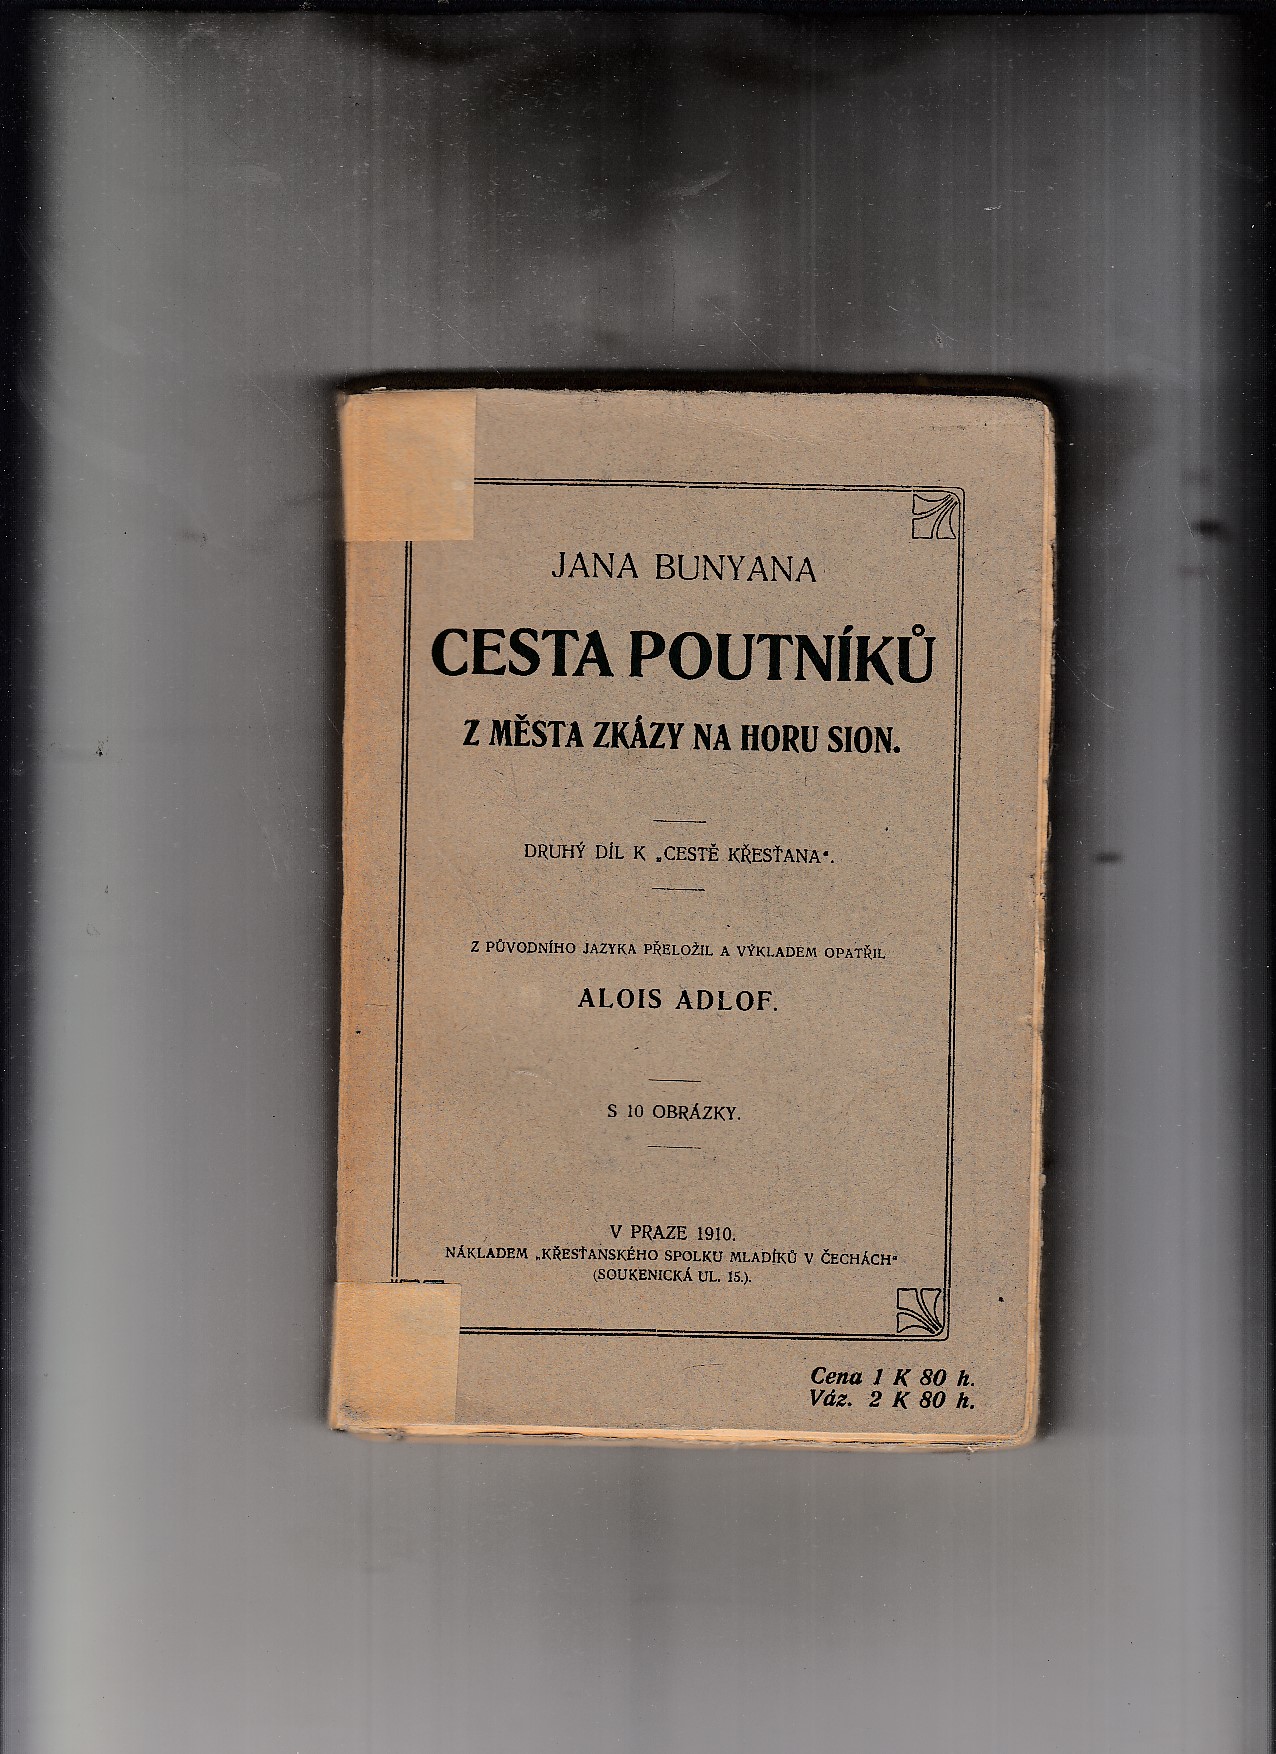 JANA BUNYANA
CESTA POUTNÍKŮ
Z MĚSTA ZKÁZY NA HORU SION.
DRUHÝ DÍL K „CESTĚ KŘESŤANA“.
Z PŮVODNÍHO JAZYKA PŘELOŽIL A VÝKLADEM OPATŘIL
ALOIS ADLOF.
S 10 OBRÁZKY.
V PRAZE 1910.
NÁKLADEM „KŘESŤANSKÉHO SPOLKU MLADÍKŮ V ČECHÁCH“
(SOUKENICKÁ UL. 15.).
Cena 1 K 80 h.
Váz. 2 K 80 h.